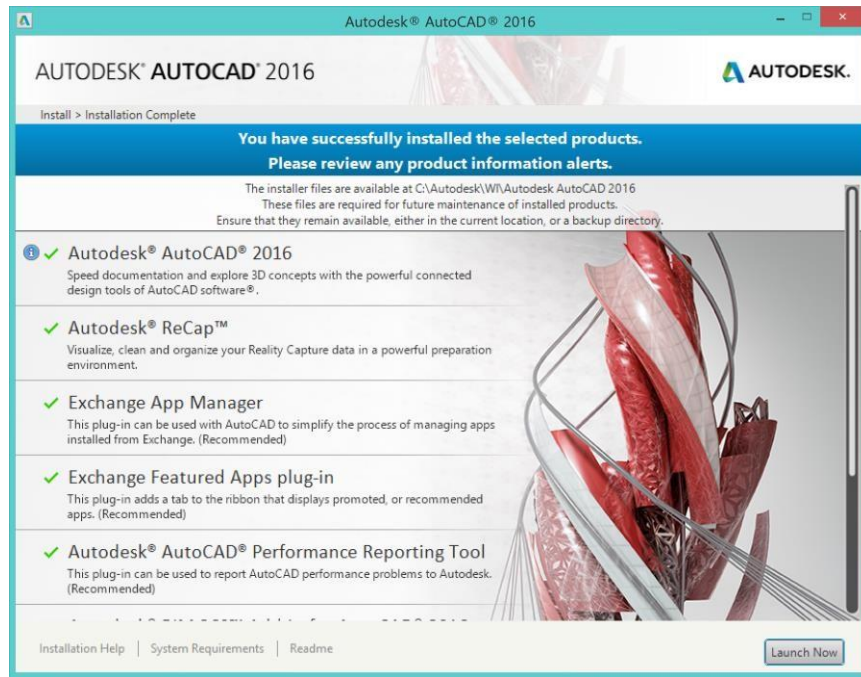 Autodesk® AutoCAD® 2016
AUTODESK® AUTOCAD® 2016
AUTODESK.
Install > Installation Complete
You have successfully installed the selected products.
Please review any product information alerts.
The installer files are available at C:\Autodesk\WI\Autodesk AutoCAD 2016
These files are required for future maintenance of installed products.
Ensure that they remain available, either in the current location, or a backup directory.
Autodesk® AutoCAD® 2016
Speed documentation and explore 3D concepts with the powerful connected
design tools of AutoCAD software®.
Autodesk® ReCap™
Visualize, clean and organize your Reality Capture data in a powerful preparation
environment.
Exchange App Manager
This plug-in can be used with AutoCAD to simplify the process of managing apps
installed from Exchange. (Recommended)
Exchange Featured Apps plug-in
This plug-in adds a tab to the ribbon that displays promoted, or recommended
apps. (Recommended)
Autodesk® AutoCAD® Performance Reporting Tool
This plug-in can be used to report AutoCAD performance problems to Autodesk.
(Recommended)
Installation Help | System Requirements | Readme
Launch Now